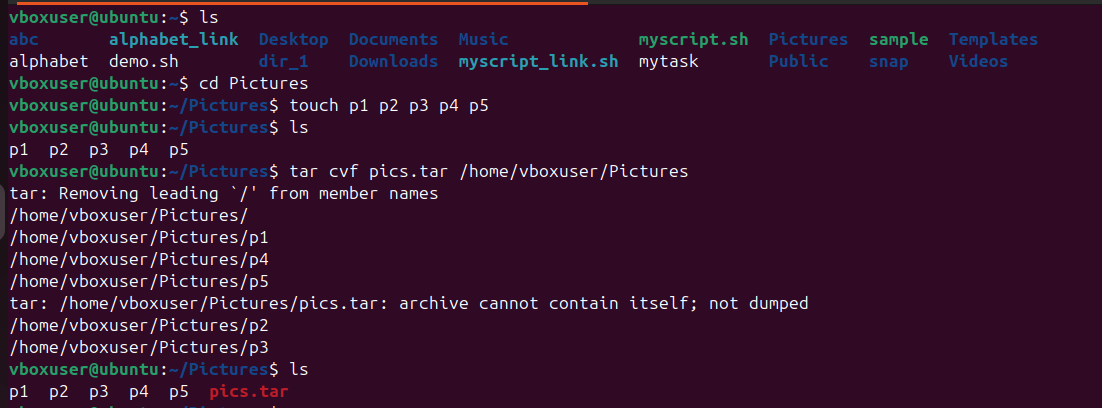 vboxuser@ubuntu:~$ ls
abc      alphabet_link  Desktop  Documents  Music             myscript.sh  Pictures  sample  Templates
alphabet  demo.sh        dir_1    Downloads  myscript_link.sh  mytask       Public    snap    Videos
vboxuser@ubuntu:~$ cd Pictures
vboxuser@ubuntu:~/Pictures$ touch p1 p2 p3 p4 p5
vboxuser@ubuntu:~/Pictures$ ls
p1  p2  p3  p4  p5
vboxuser@ubuntu:~/Pictures$ tar cvf pics.tar /home/vboxuser/Pictures
tar: Removing leading `/' from member names
/home/vboxuser/Pictures/
/home/vboxuser/Pictures/p1
/home/vboxuser/Pictures/p4
/home/vboxuser/Pictures/p5
tar: /home/vboxuser/Pictures/pics.tar: archive cannot contain itself; not dumped
/home/vboxuser/Pictures/p2
/home/vboxuser/Pictures/p3
vboxuser@ubuntu:~/Pictures$ ls
p1  p2  p3  p4  p5  pics.tar